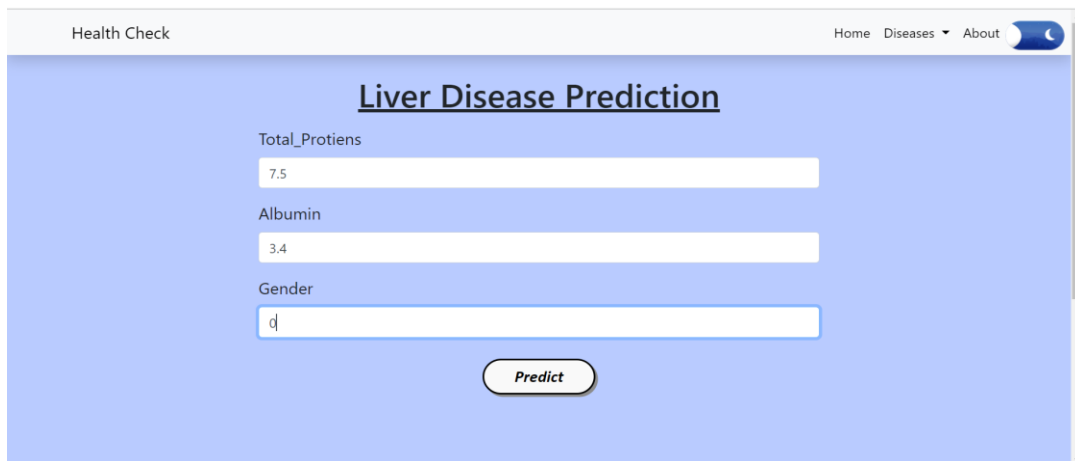 Health Check
Home Diseases About
Liver Disease Prediction
Total_Protiens
7.5
Albumin
3.4
Gender
0
Predict